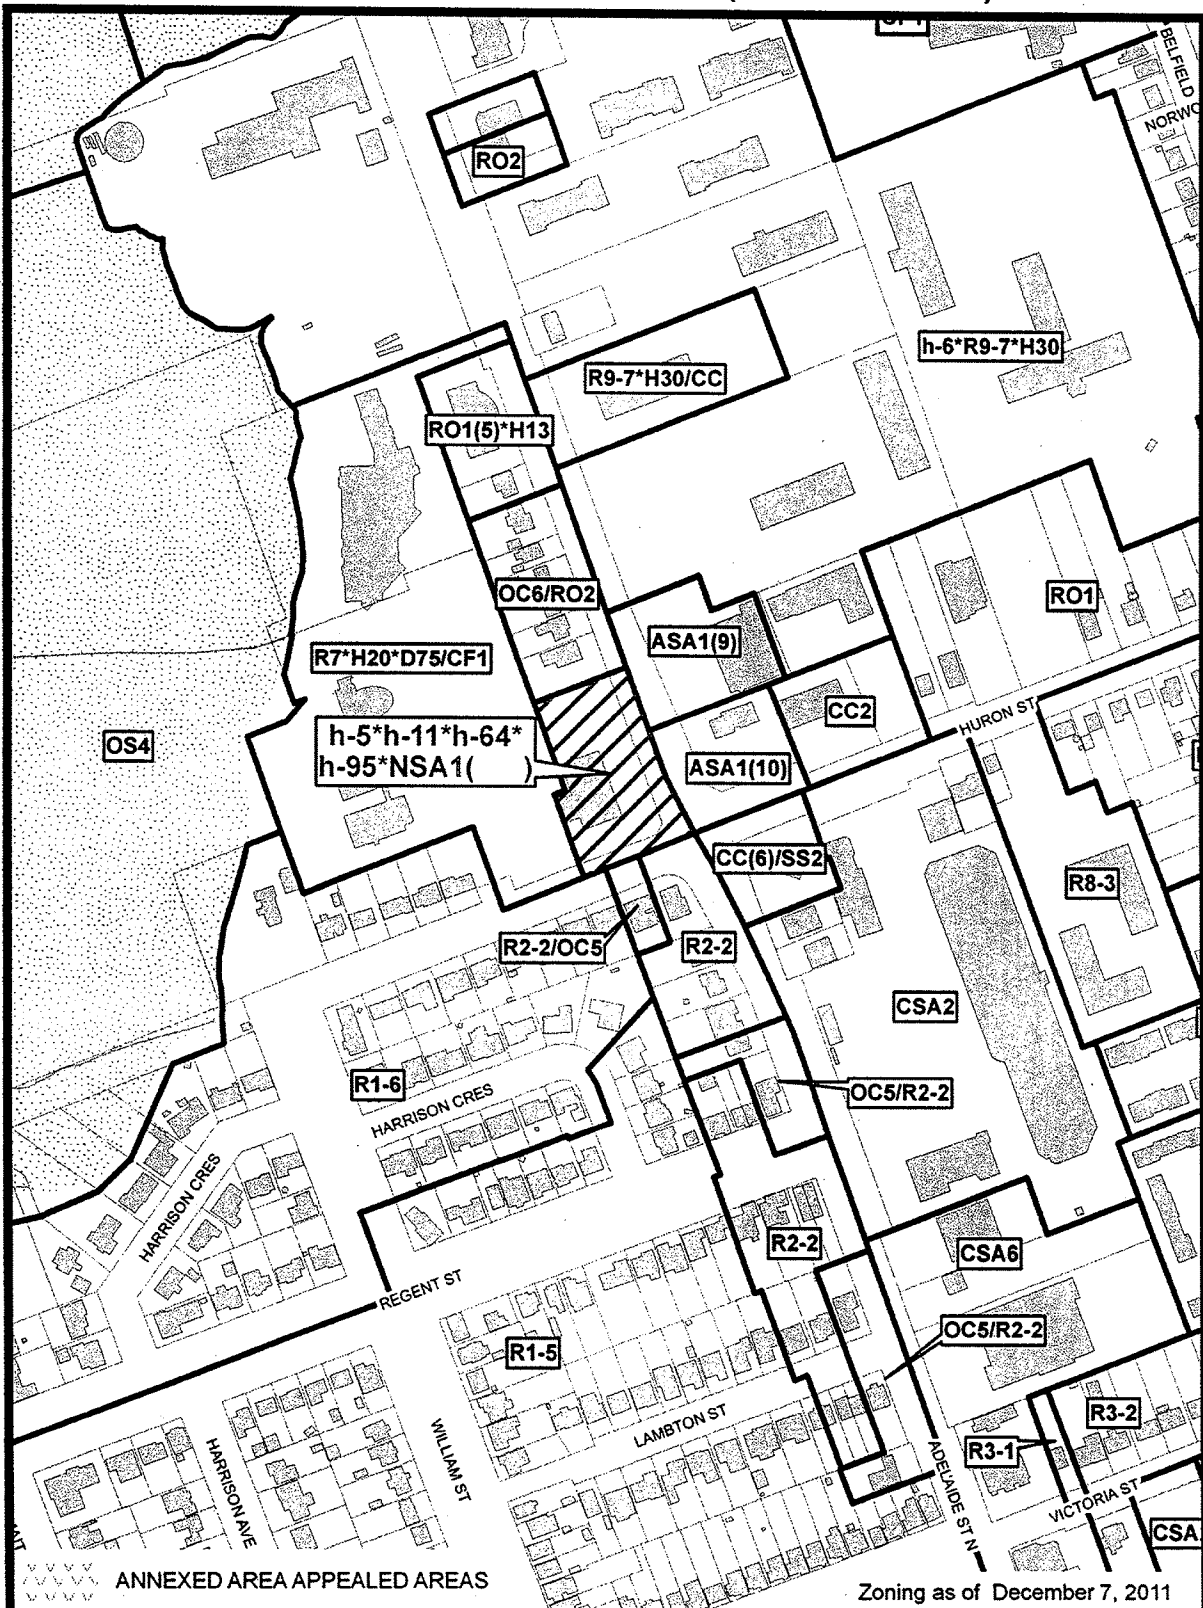 BELFIELD
RO2
h-6*R9-7*H30
R9-7*H30/CC
RO1(5)*H13
OC6/RO2
RO1
ASA1(9)
R7*H20*D75/CF1
CC2
HURON ST
OS4
h-5*h-11*h-64*
h-95*NSA1( )
ASA1(10)
CC(6)/SS2
R8-3
R2-2/OC5
R2-2
CSA2
R1-6
OC5/R2-2
HARRISON CRES
HARRISON CRES
R2-2
CSA6
REGENT ST
OC5/R2-2
R1-5
LAMBTON ST
R3-2
R3-1
HARRISON AVE
WILLIAM ST
ADELAIDE ST N
VICTORIA ST
CSA
ANNEXED AREA APPEALED AREAS
Zoning as of December 7, 2011